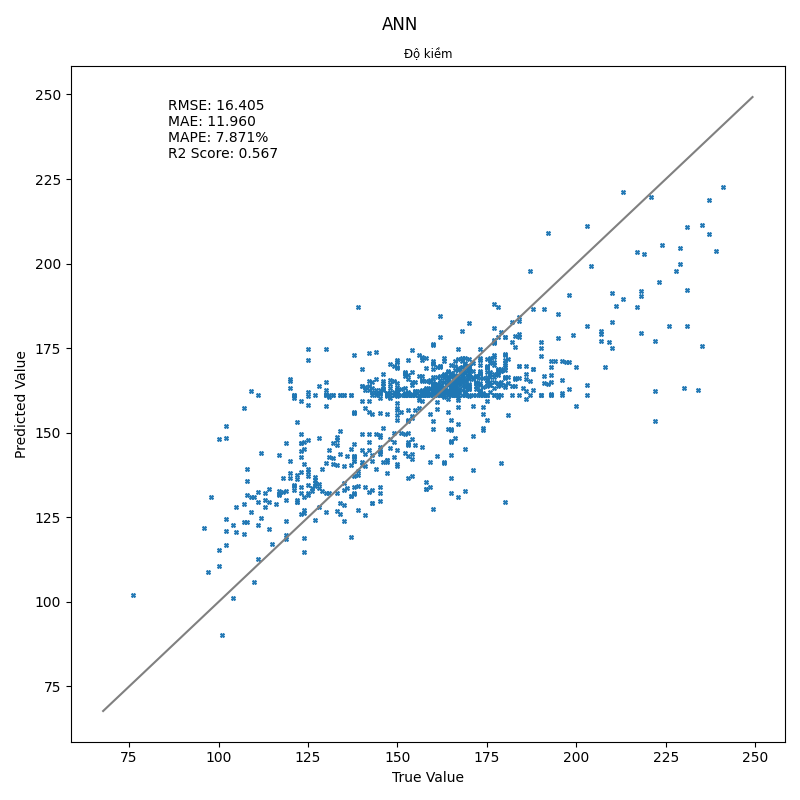 ANN
Độ kiềm
RMSE: 16.405
MAE: 11.960
MAPE: 7.871%
R2 Score: 0.567
250
225
200
175
150
125
100
75
Predicted Value
75 100 125 150 175 200 225 250
True Value